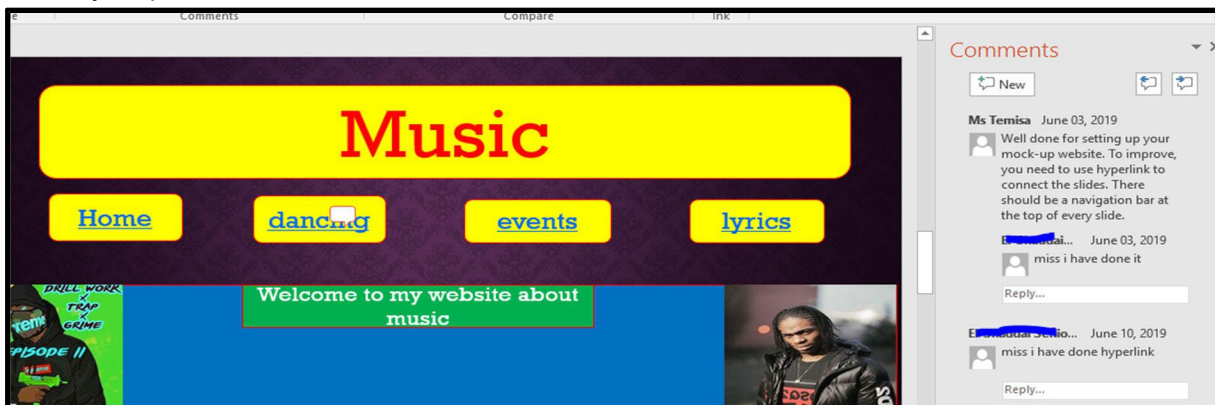 Comments
Compare
Ink
Comments
New
Music
Home
dancing
events
lyrics
Welcome to my website about
music
DRILL WORK
X
TRAP
X
GRIME
EPISODE II
Ms Temisa June 03, 2019
Well done for setting up your
mock-up website. To improve,
you need to use hyperlink to
connect the slides. There
should be a navigation bar at
the top of every slide.
June 03, 2019
miss i have done it
Reply...
June 10, 2019
miss i have done hyperlink
Reply...